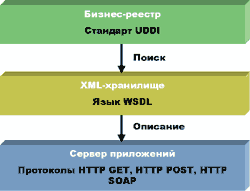 Бизнес-реестр
Стандарт UDDI
Поиск
XML-хранилище
Язык WSDL
Описание
Сервер приложений
Протоколы HTTP GET, HTTP POST, HTTP
SOAP